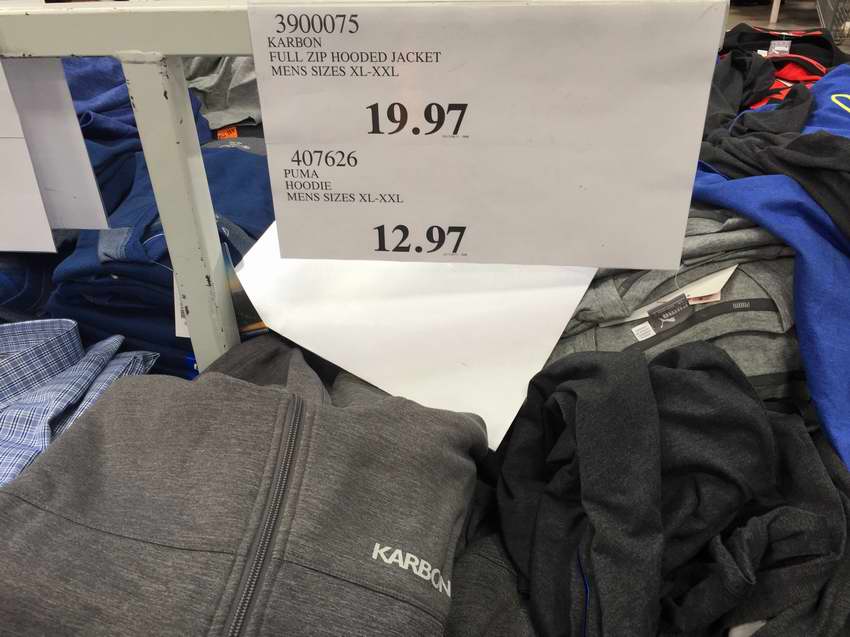 3900075
KARBON
FULL ZIP HOODED JACKET
MENS SIZES XL-XXL
19.97
407626
PUMA
HOODIE
MENS SIZES XL-XXL
12.97
KARBON